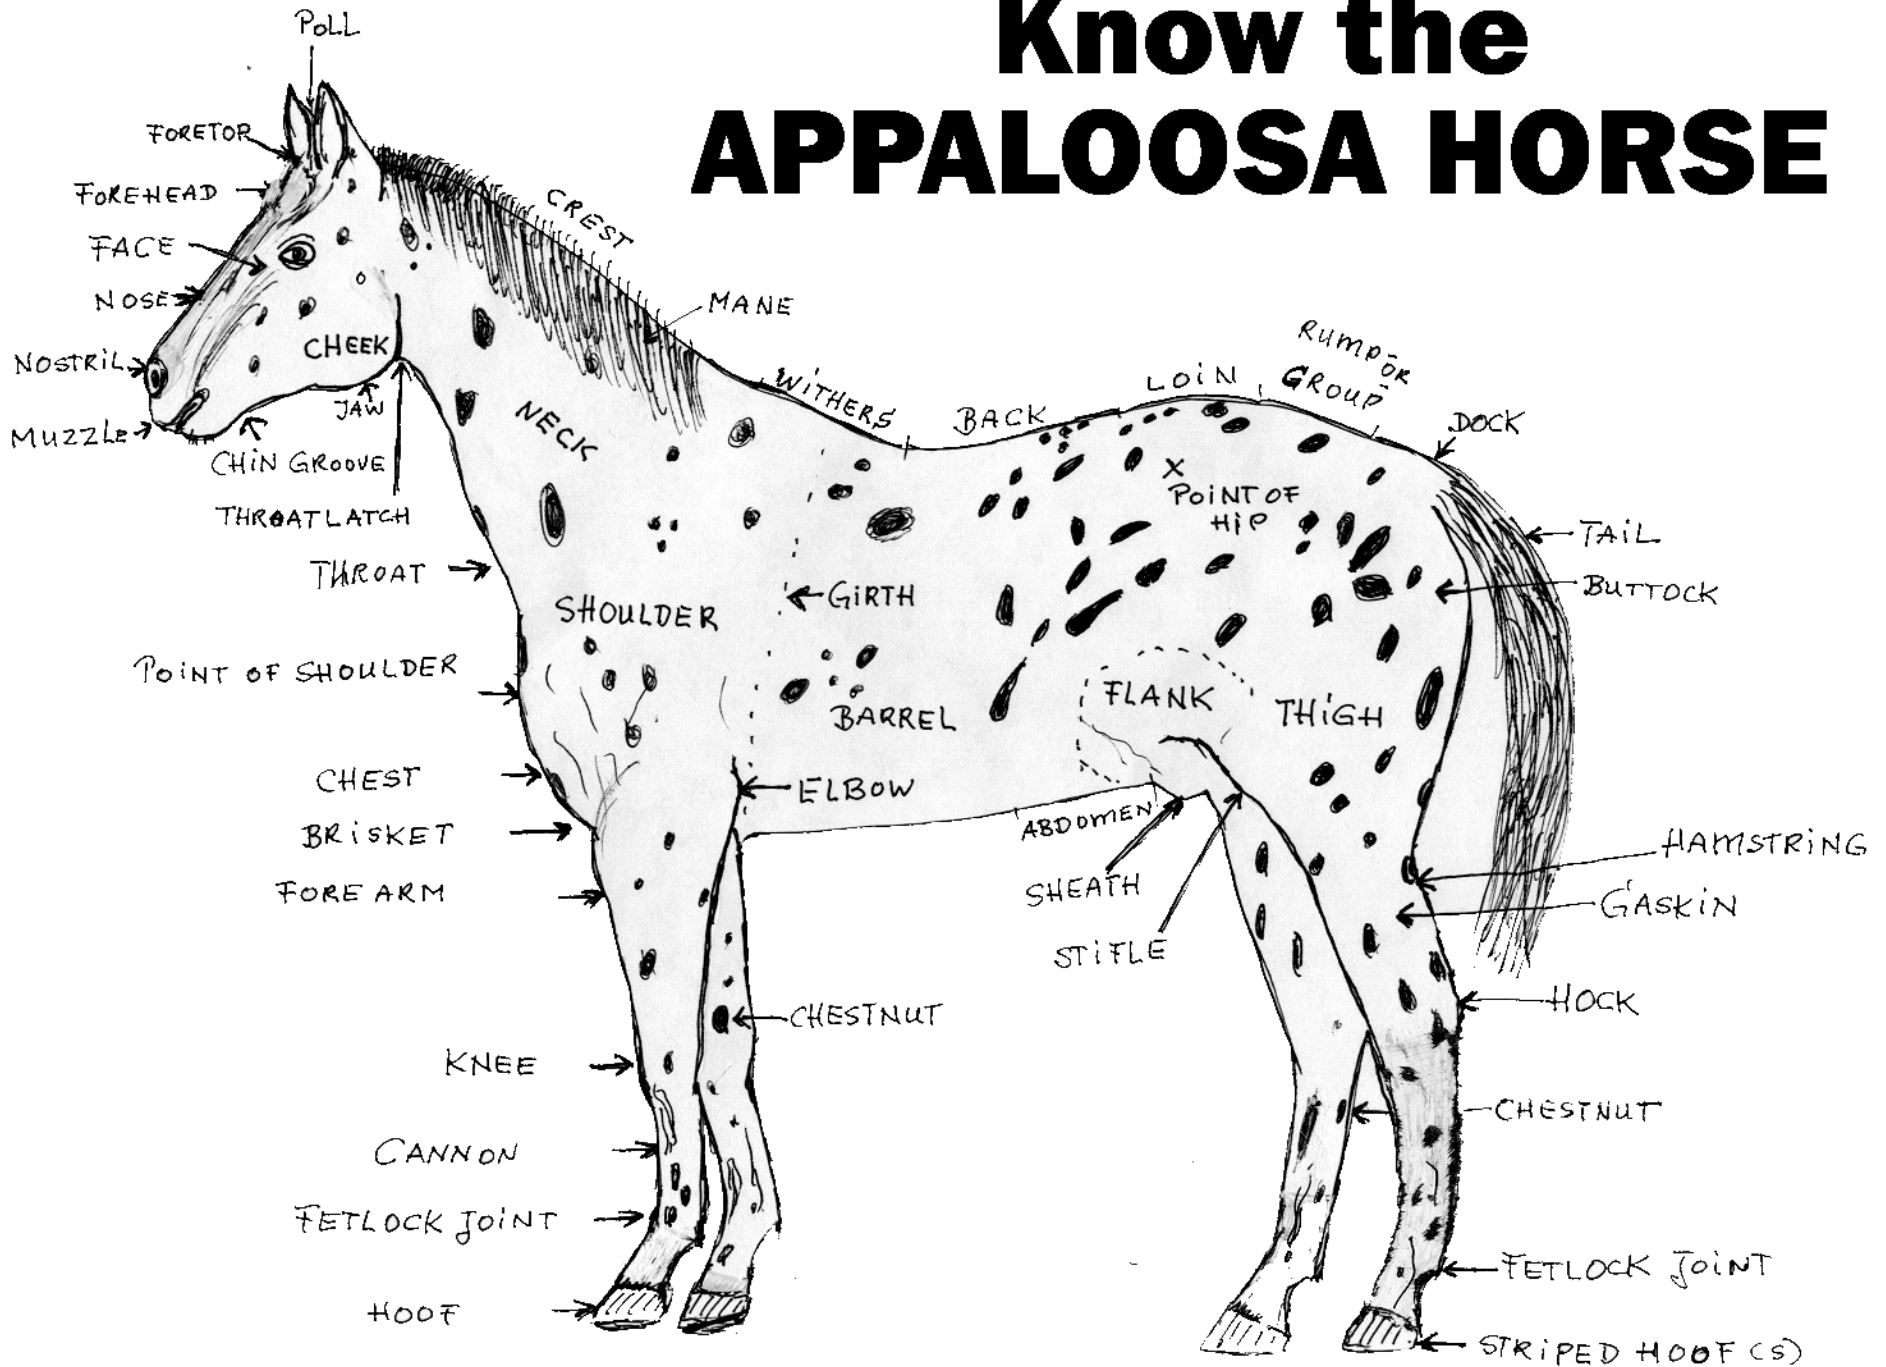 Know the
APPALOOSA HORSE
POLL
FORETOP
FOREHEAD
FACE
NOSE
NOSTRIL
MUZZLE
CHEEK
JAW
CHIN GROOVE
THROATLATCH
THROAT
CREST
MANE
NECK
WITHERS
BACK
LOIN
RUMP OR
GROUP
DOCK
X
POINT OF
HIP
TAIL
BUTTOCK
GIRTH
SHOULDER
POINT OF SHOULDER
BARREL
FLANK
THIGH
CHEST
ELBOW
BRISKET
ABDOMEN
FORE ARM
SHEATH
STIFLE
HAMSTRING
GASKIN
HOCK
CHESTNUT
KNEE
CHESTNUT
CANNON
FETLOCK JOINT
FETLOCK JOINT
HOOF
STRIPED HOOF (S)